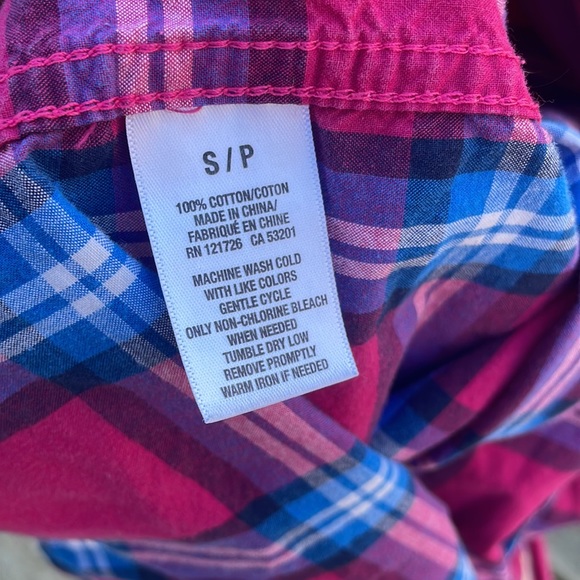 S / P
100% COTTON/COTON
MADE IN CHINA/
FABRIQUÉ EN CHINE
RN 121726 CA 53201
MACHINE WASH COLD
WITH LIKE COLORS
GENTLE CYCLE
ONLY NON-CHLORINE BLEACH
WHEN NEEDED
TUMBLE DRY LOW
REMOVE PROMPTLY
WARM IRON IF NEEDED